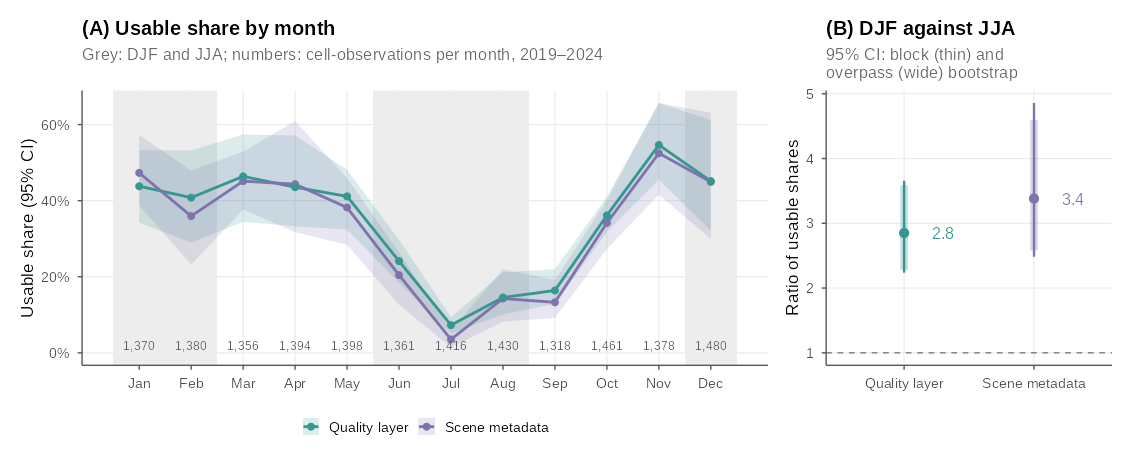 (A) Usable share by month
Grey: DJF and JJA; numbers: cell-observations per month, 2019–2024
Usable share (95% CI)
60%
40%
20%
0%
1,370 1,380 1,356 1,394 1,398 1,361 1,416 1,430 1,318 1,461 1,378 1,480
Jan Feb Mar Apr May Jun Jul Aug Sep Oct Nov Dec
Quality layer Scene metadata
(B) DJF against JJA
95% CI: block (thin) and
overpass (wide) bootstrap
Ratio of usable shares
5
4
3
2
1
2.8
3.4
Quality layer Scene metadata